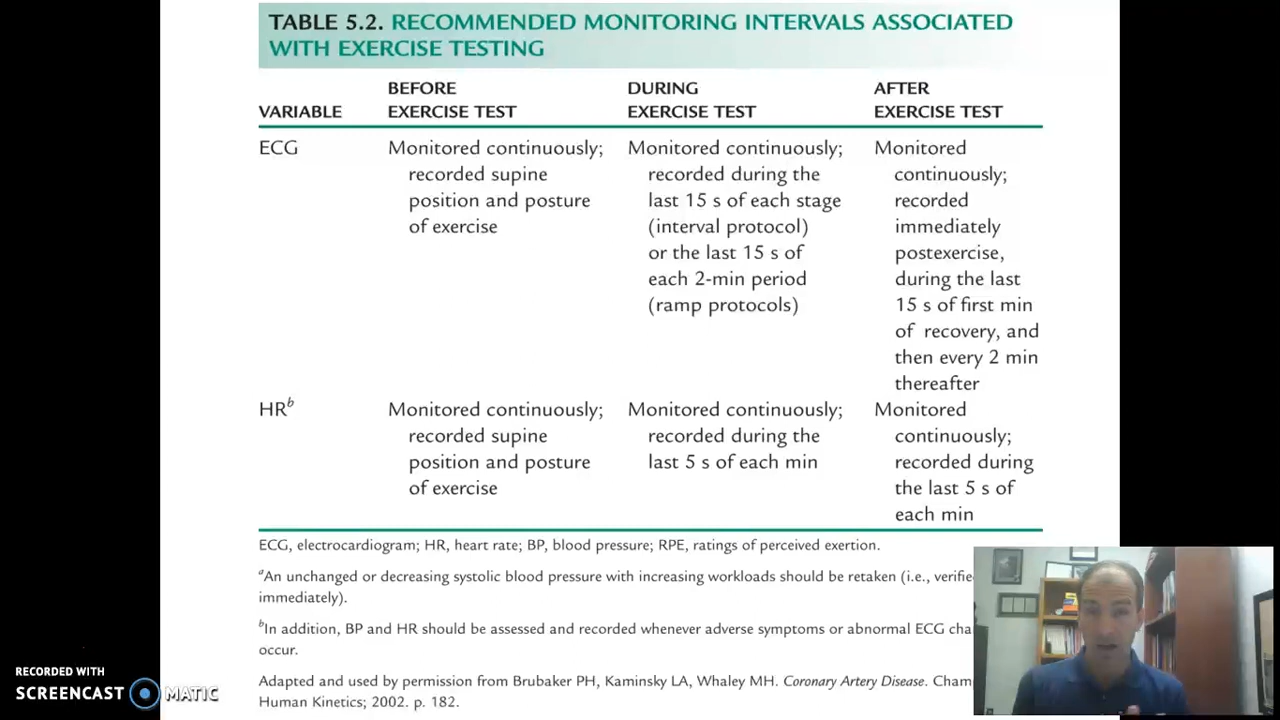 TABLE 5.2. RECOMMENDED MONITORING INTERVALS ASSOCIATED
WITH EXERCISE TESTING
VARIABLE
BEFORE
EXERCISE TEST
DURING
EXERCISE TEST
AFTER
EXERCISE TEST
ECG
Monitored continuously;
recorded supine
position and posture
of exercise
Monitored continuously;
recorded during the
last 15 s of each stage
(interval protocol)
or the last 15 s of
each 2-min period
(ramp protocols)
Monitored
continuously;
recorded
immediately
postexercise,
during the last
15 s of first min
of recovery, and
then every 2 min
thereafter
HRb
Monitored continuously;
recorded supine
position and posture
of exercise
Monitored continuously;
recorded during the
last 5 s of each min
Monitored
continuously;
recorded during
the last 5 s of
each min
ECG, electrocardiogram; HR, heart rate; BP, blood pressure; RPE, ratings of perceived exertion.
aAn unchanged or decreasing systolic blood pressure with increasing workloads should be retaken (i.e., verifie
immediately).
bIn addition, BP and HR should be assessed and recorded whenever adverse symptoms or abnormal ECG cha
occur.
Adapted and used by permission from Brubaker PH, Kaminsky LA, Whaley MH. Coronary Artery Disease. Cham
Human Kinetics; 2002. p. 182.
RECORDED WITH
SCREENCAST MATIC